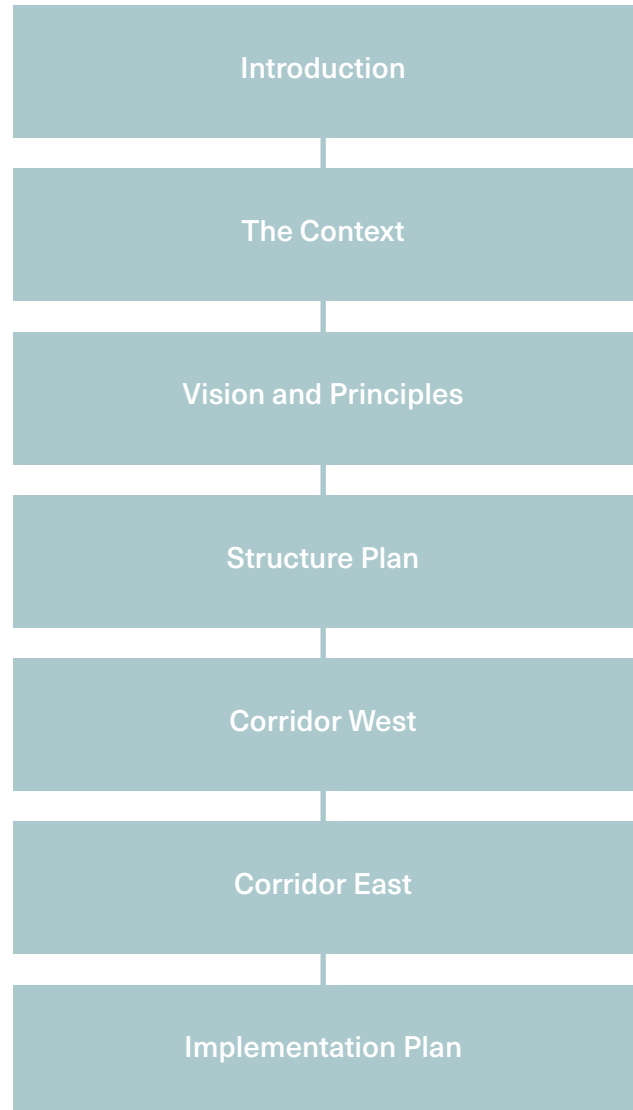 Introduction
The Context
Vision and Principles
Structure Plan
Corridor West
Corridor East
Implementation Plan